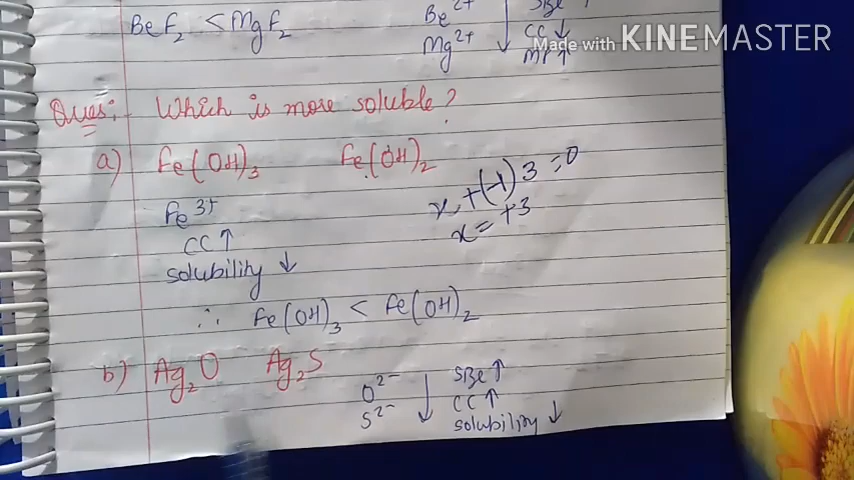 BeF₂ < MgF₂
Be²⁺ ↓ SBe ↑
Mg²⁺ CC ↓
MP ↑
Made with KINEMASTER
Ques:- Which is more soluble?
a) Fe(OH)₃ Fe(OH)₂
x + (-1) 3 = 0
x = +3
Fe³⁺
CC ↑
solubility ↓
∴ Fe(OH)₃ < Fe(OH)₂
b) Ag₂O Ag₂S
O²⁻ ↓ SBe ↑
S²⁻ CC ↑
solubility ↓